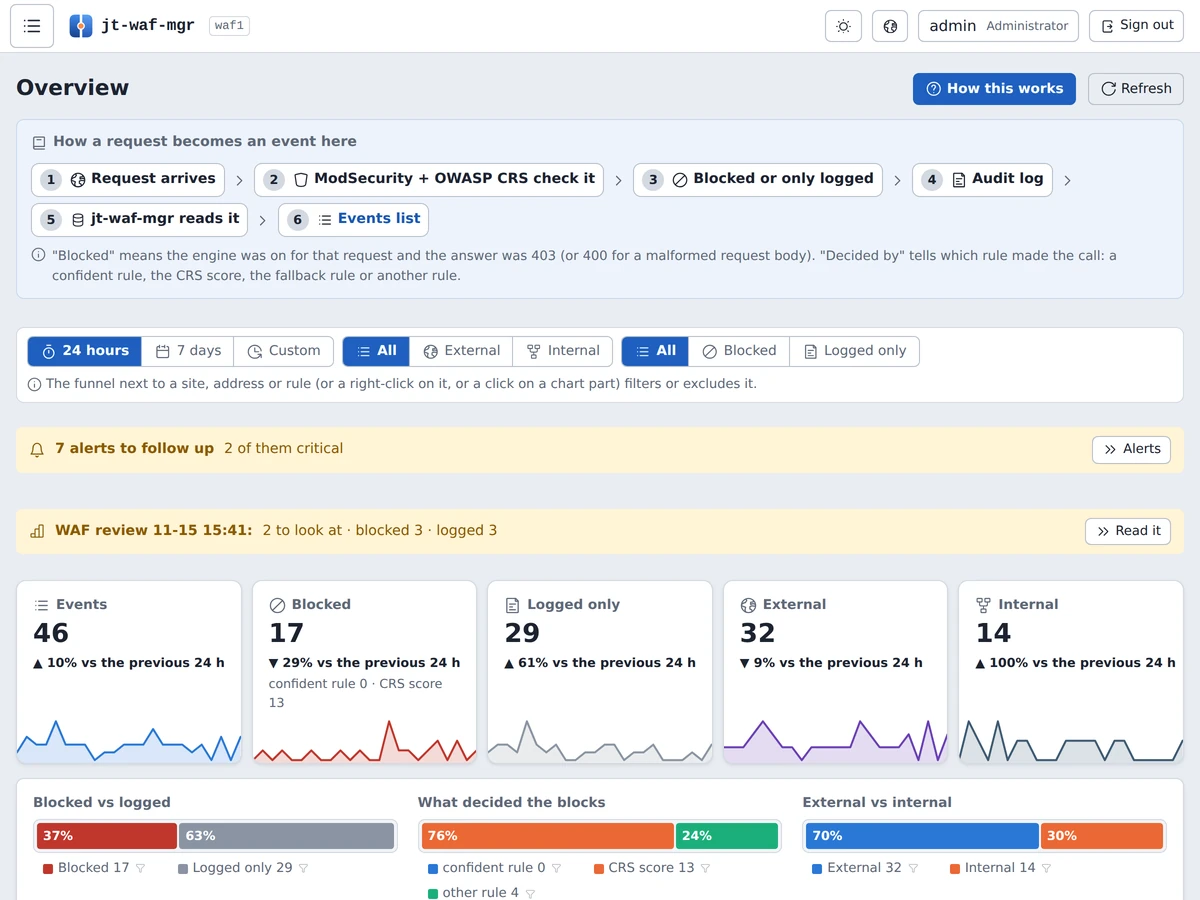 jt-waf-mgr waf1
admin Administrator
Sign out
Overview
How this works
Refresh
How a request becomes an event here
1 Request arrives
2 ModSecurity + OWASP CRS check it
3 Blocked or only logged
4 Audit log
5 jt-waf-mgr reads it
6 Events list
"Blocked" means the engine was on for that request and the answer was 403 (or 400 for a malformed request body). "Decided by" tells which rule made the call: a
confident rule, the CRS score, the fallback rule or another rule.
24 hours 7 days Custom All External Internal All Blocked Logged only
The funnel next to a site, address or rule (or a right-click on it, or a click on a chart part) filters or excludes it.
7 alerts to follow up 2 of them critical
Alerts
WAF review 11-15 15:41: 2 to look at · blocked 3 · logged 3
Read it
Events
46
▲ 10% vs the previous 24 h
Blocked
17
▼ 29% vs the previous 24 h
confident rule 0 · CRS score
13
Logged only
29
▲ 61% vs the previous 24 h
External
32
▼ 9% vs the previous 24 h
Internal
14
▲ 100% vs the previous 24 h
Blocked vs logged
37% 63%
Blocked 17 Logged only 29
What decided the blocks
76% 24%
confident rule 0 CRS score 13
other rule 4
External vs internal
70% 30%
External 32 Internal 14